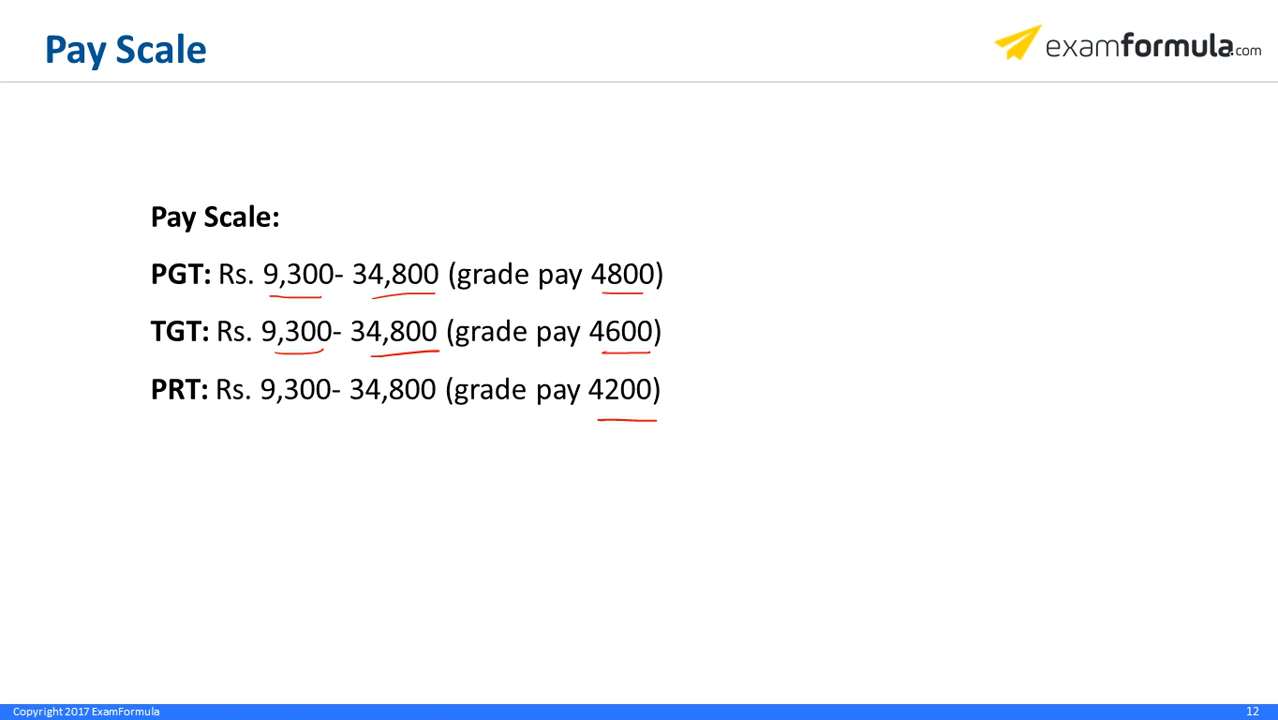 Pay Scale
examformula.com
Pay Scale:
PGT: Rs. 9,300- 34,800 (grade pay 4800)
TGT: Rs. 9,300- 34,800 (grade pay 4600)
PRT: Rs. 9,300- 34,800 (grade pay 4200)
Copyright 2017 ExamFormula
12